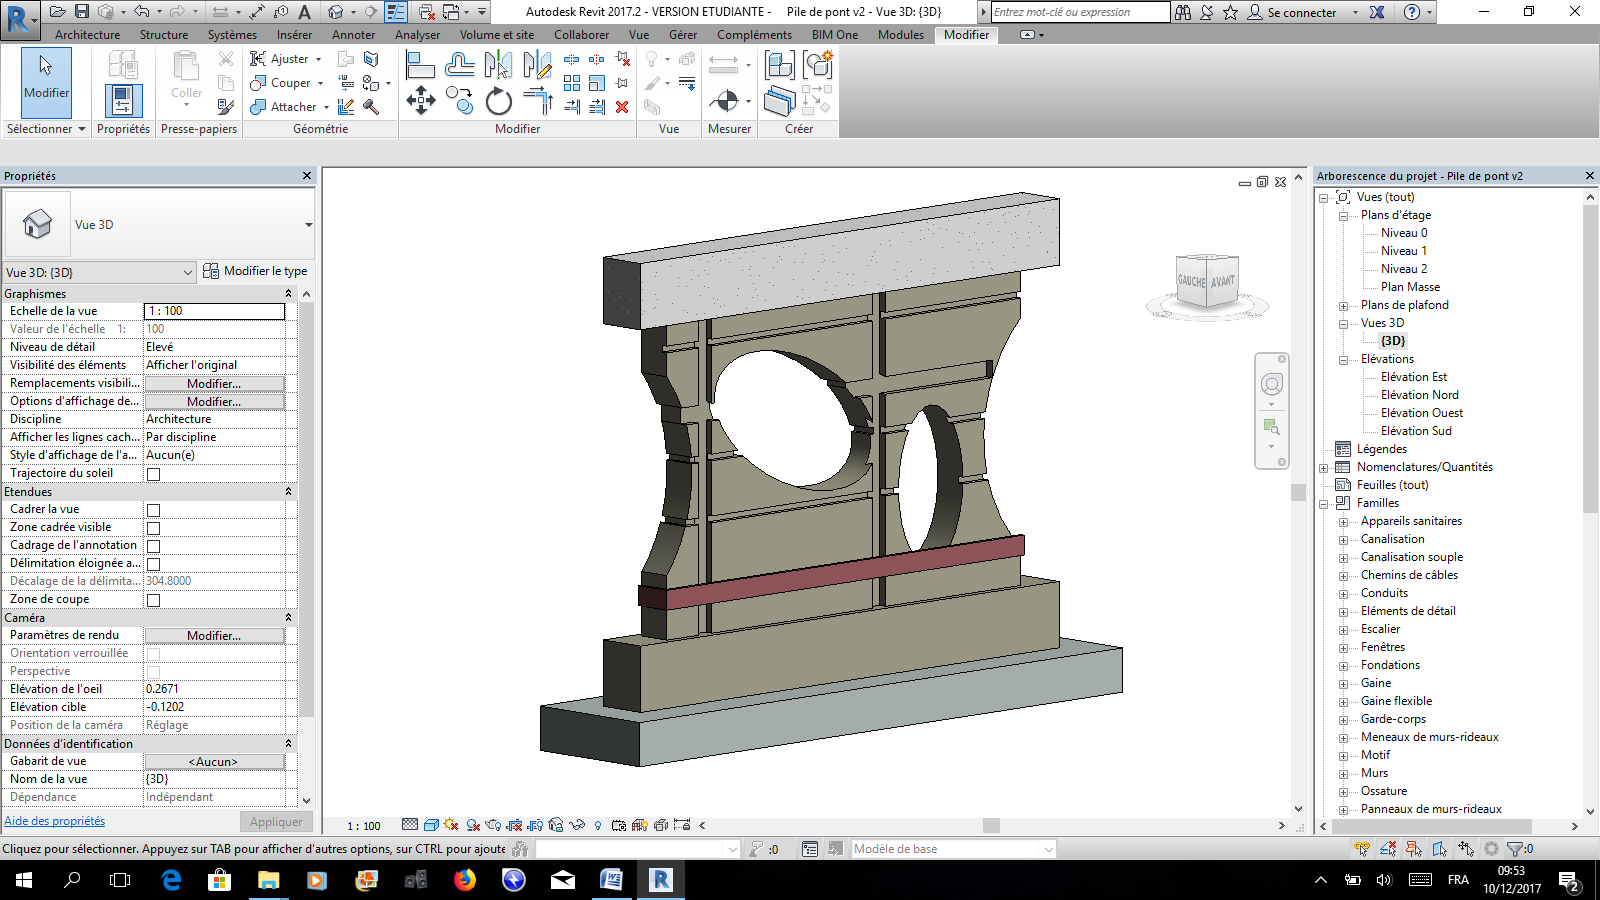 Autodesk Revit 2017.2 - VERSION ETUDIANTE - Pile de pont v2 - Vue 3D: {3D}
Entrez mot-clé ou expression
Se connecter
Architecture Structure Systèmes Insérer Annoter Analyser Volume et site Collaborer Vue Gérer Compléments BIM One Modules Modifier
Modifier
Coller
Ajuster
Couper
Attacher
Sélectionner Propriétés Presse-papiers Géométrie Modifier Vue Mesurer Créer
Propriétés
Vue 3D
Vue 3D: {3D} Modifier le type
Graphismes
Echelle de la vue 1 : 100
Valeur de l'échelle 1: 100
Niveau de détail Elevé
Visibilité des éléments Afficher l'original
Remplacements visibili... Modifier...
Options d'affichage de... Modifier...
Discipline Architecture
Afficher les lignes cach... Par discipline
Style d'affichage de l'a... Aucun(e)
Trajectoire du soleil
Etendues
Cadrer la vue
Zone cadrée visible
Cadrage de l'annotation
Délimitation éloignée a...
Décalage de la délimita... 304.8000
Zone de coupe
Caméra
Paramètres de rendu Modifier...
Orientation verrouillée
Perspective
Elévation de l'oeil 0.2671
Elévation cible -0.1202
Position de la caméra Réglage
Données d'identification
Gabarit de vue <Aucun>
Nom de la vue {3D}
Dépendance Indépendant
Aide des propriétés Appliquer
GAUCHE AVANT
1 : 100
Arborescence du projet - Pile de pont v2
Vues (tout)
Plans d'étage
Niveau 0
Niveau 1
Niveau 2
Plan Masse
Plans de plafond
Vues 3D
{3D}
Elévations
Elévation Est
Elévation Nord
Elévation Ouest
Elévation Sud
Légendes
Nomenclatures/Quantités
Feuilles (tout)
Familles
Appareils sanitaires
Canalisation
Canalisation souple
Chemins de câbles
Conduits
Eléments de détail
Escalier
Fenêtres
Fondations
Gaine
Gaine flexible
Garde-corps
Meneaux de murs-rideaux
Motif
Murs
Ossature
Panneaux de murs-rideaux
Cliquez pour sélectionner. Appuyez sur TAB pour afficher d'autres options, sur CTRL pour ajoute
:0
Modèle de base
:0
FRA
09:53
10/12/2017
2